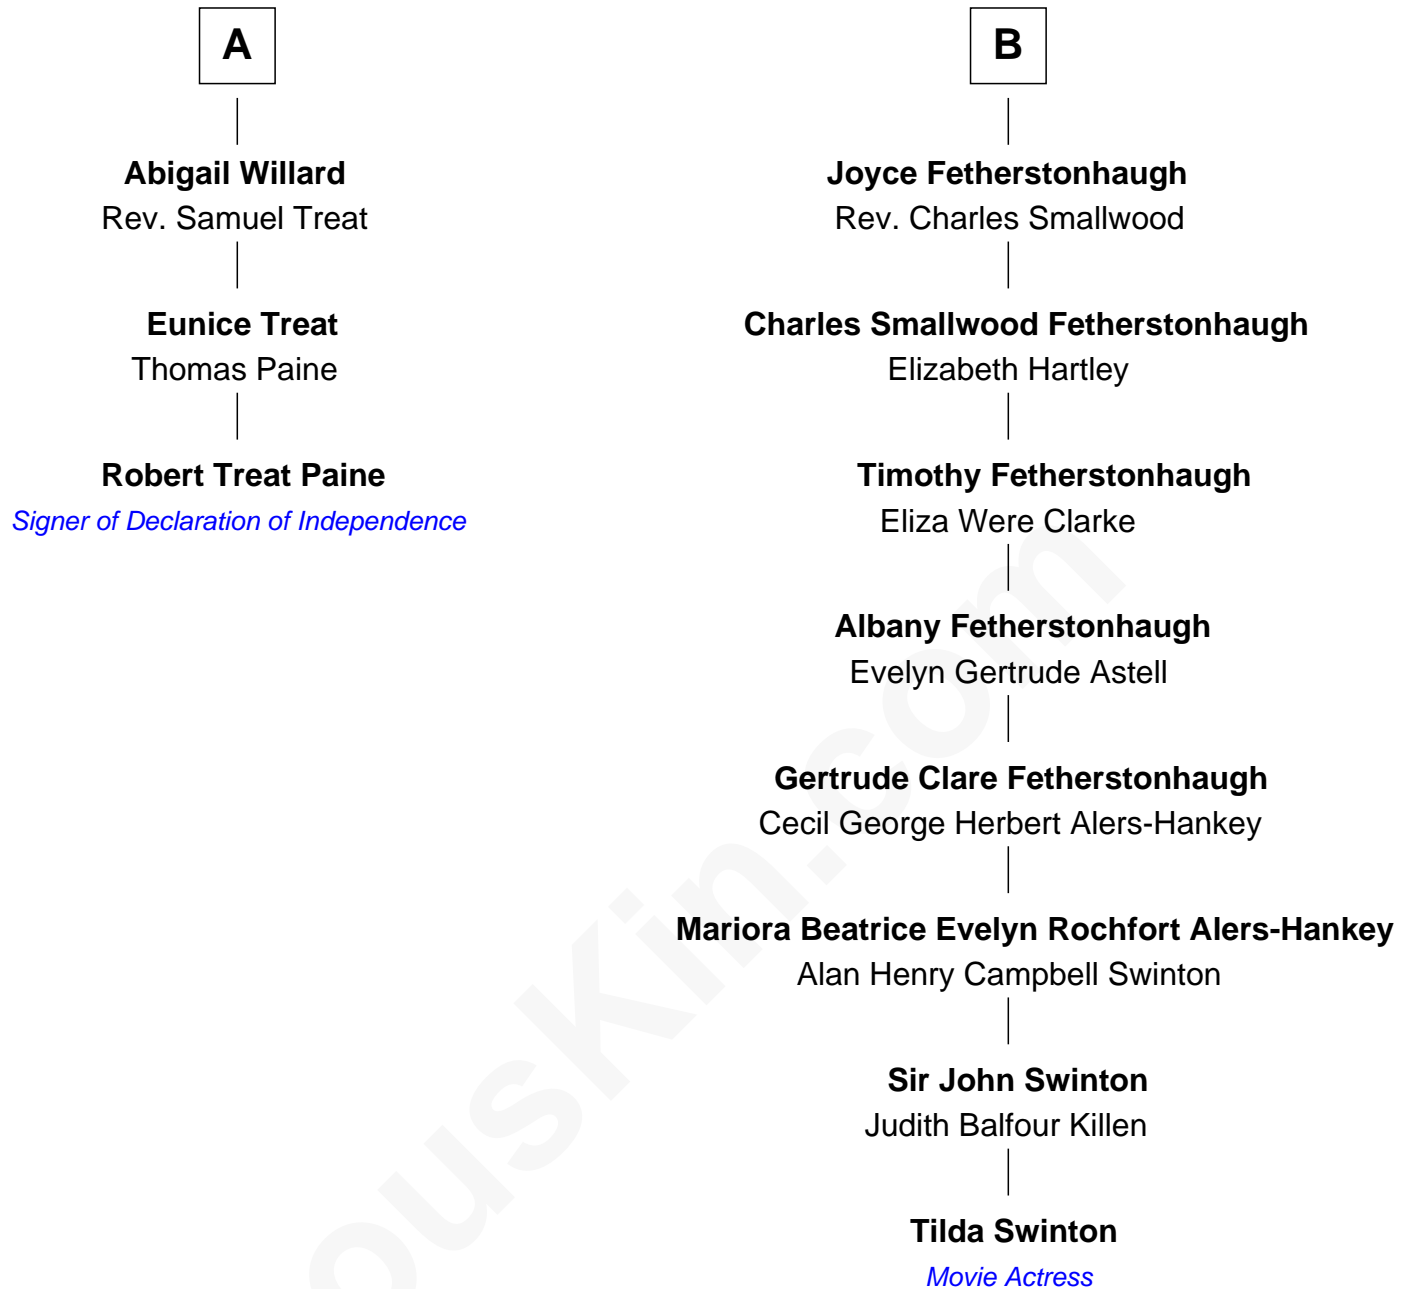 A
Abigail Willard
Rev. Samuel Treat
Eunice Treat
Thomas Paine
Robert Treat Paine
Signer of Declaration of Independence
B
Joyce Fetherstonhaugh
Rev. Charles Smallwood
Charles Smallwood Fetherstonhaugh
Elizabeth Hartley
Timothy Fetherstonhaugh
Eliza Were Clarke
Albany Fetherstonhaugh
Evelyn Gertrude Astell
Gertrude Clare Fetherstonhaugh
Cecil George Herbert Alers-Hankey
Mariora Beatrice Evelyn Rochfort Alers-Hankey
Alan Henry Campbell Swinton
Sir John Swinton
Judith Balfour Killen
Tilda Swinton
Movie Actress
ousKin.com